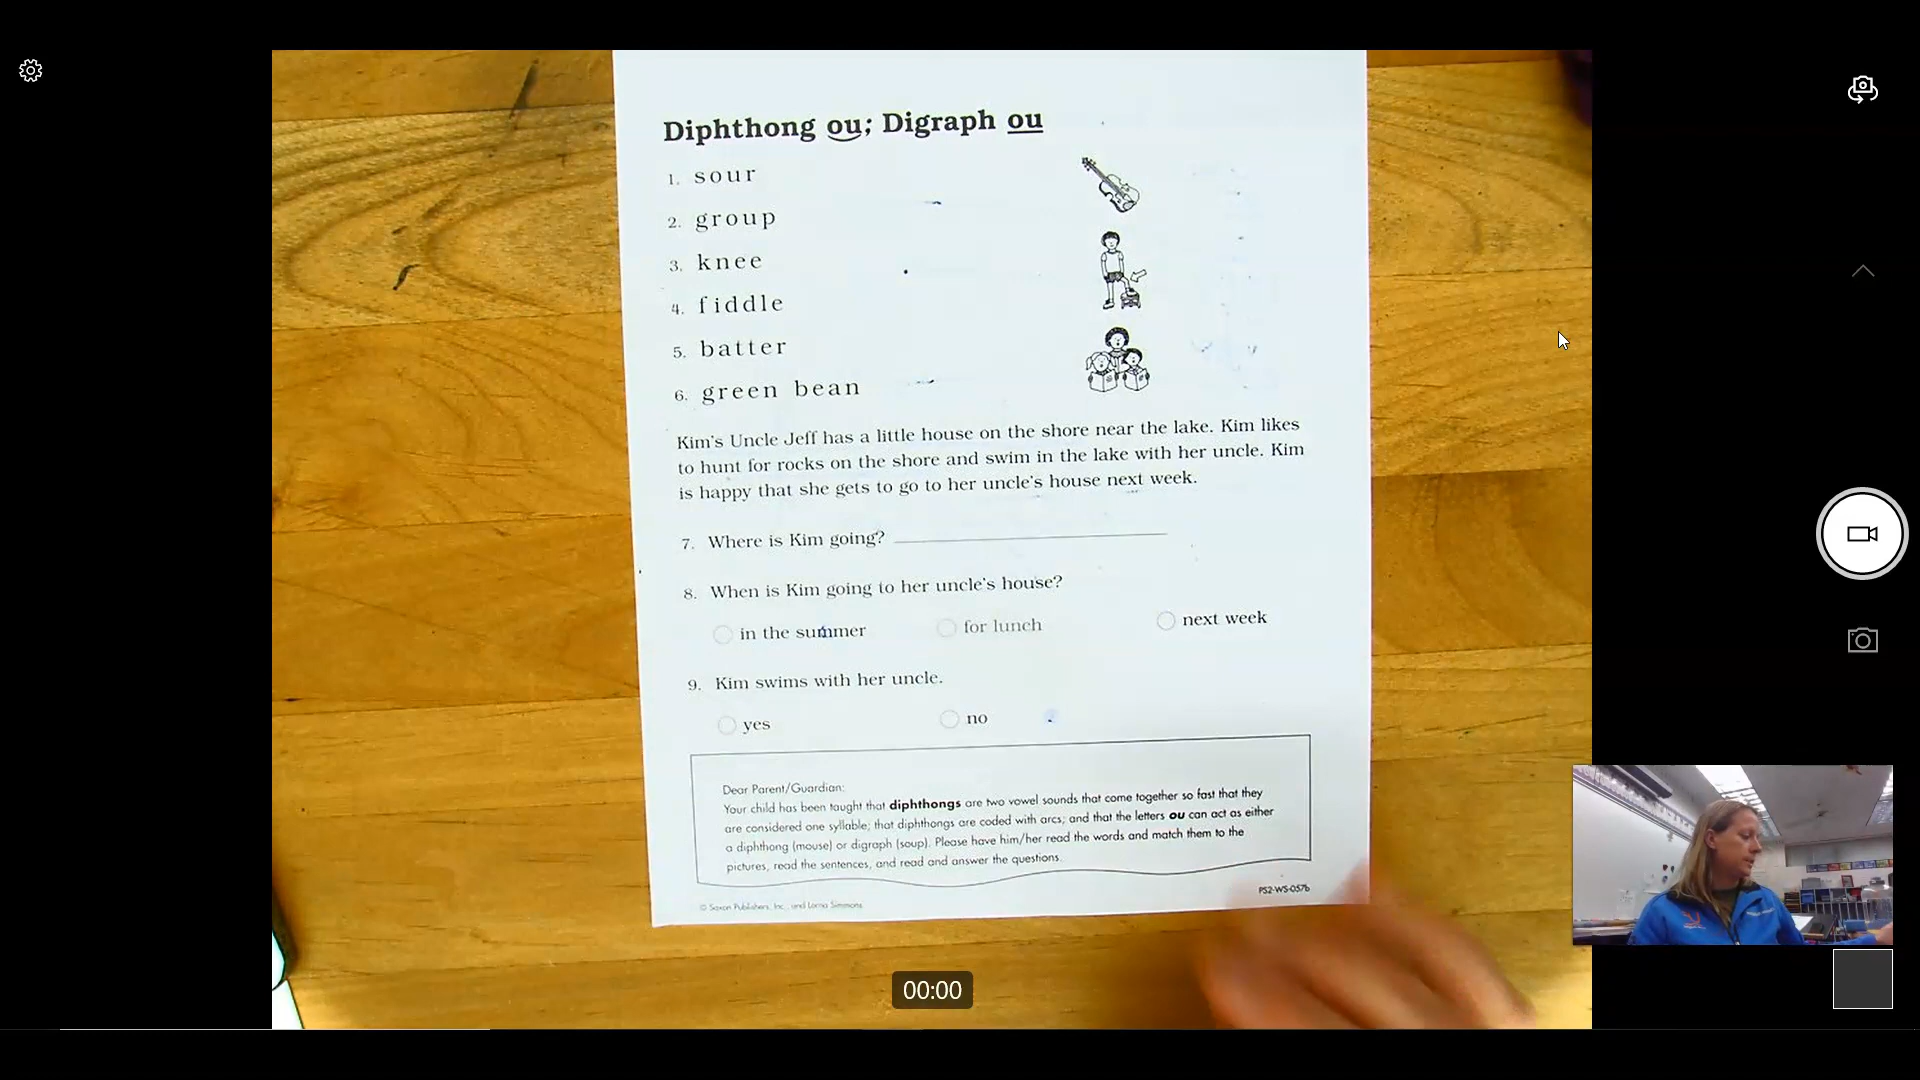 Diphthong ou; Digraph ou
1. sour
2. group
3. knee
4. fiddle
5. batter
6. green bean
Kim's Uncle Jeff has a little house on the shore near the lake. Kim likes
to hunt for rocks on the shore and swim in the lake with her uncle. Kim
is happy that she gets to go to her uncle's house next week.
7. Where is Kim going?
8. When is Kim going to her uncle's house?
in the summer for lunch next week
9. Kim swims with her uncle.
yes no
Dear Parent/Guardian:
Your child has been taught that diphthongs are two vowel sounds that come together so fast that they
are considered one syllable; that diphthongs are coded with arcs; and that the letters ou can act as either
a diphthong (mouse) or digraph (soup). Please have him/her read the words and match them to the
pictures, read the sentences, and read and answer the questions.
PS2-WS-057b
© Saxon Publishers, Inc., and Lorna Simmons
00:00